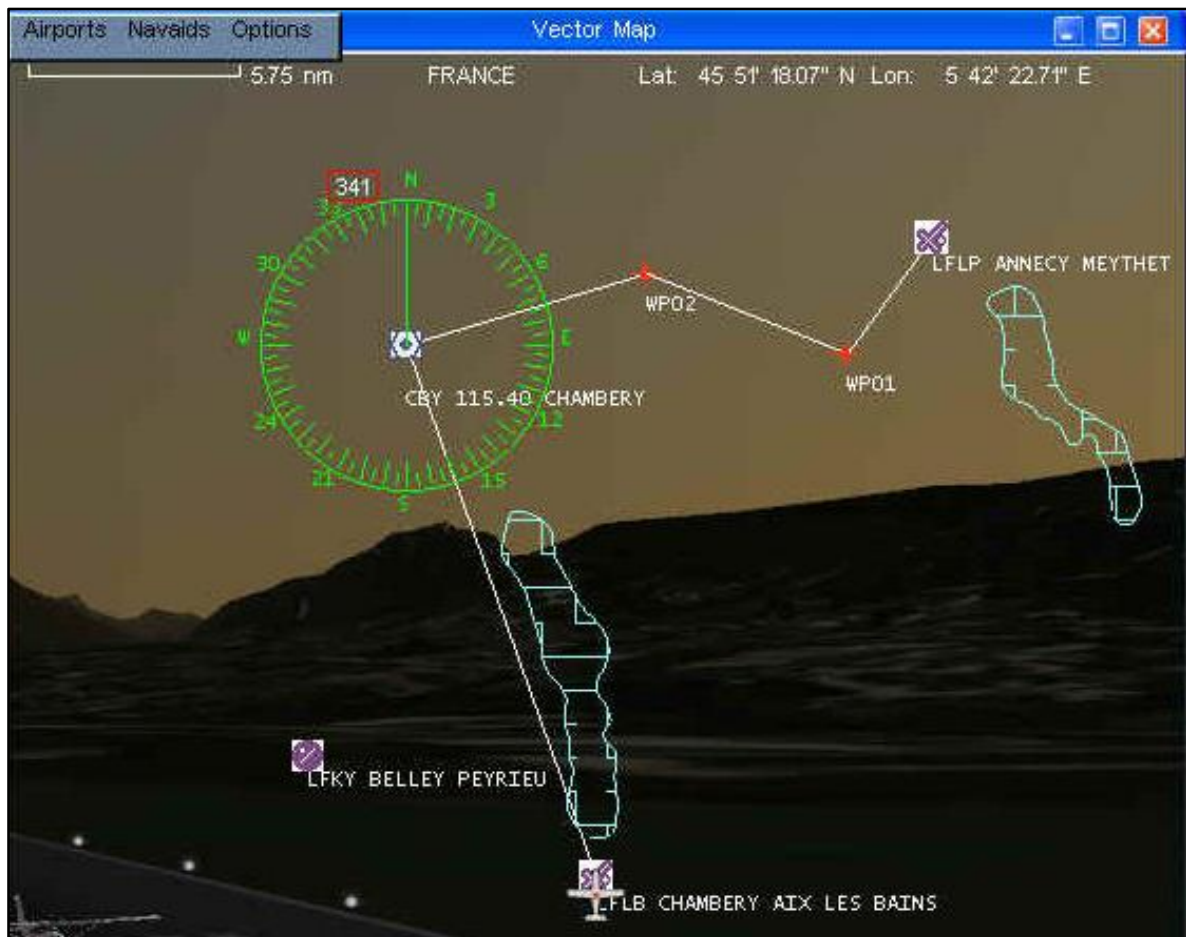 Airports Navaids Options Vector Map
5.75 nm FRANCE Lat: 45 51' 18.07" N Lon: 5 42' 22.71" E
341
N
33
3
30
6
W
E
24
12
21
15
S
LFLP ANNECY MEYTHET
WP02
WP01
CBY 115.40 CHAMBERY
LFKY BELLEY PEYRIEU
LFLB CHAMBERY AIX LES BAINS